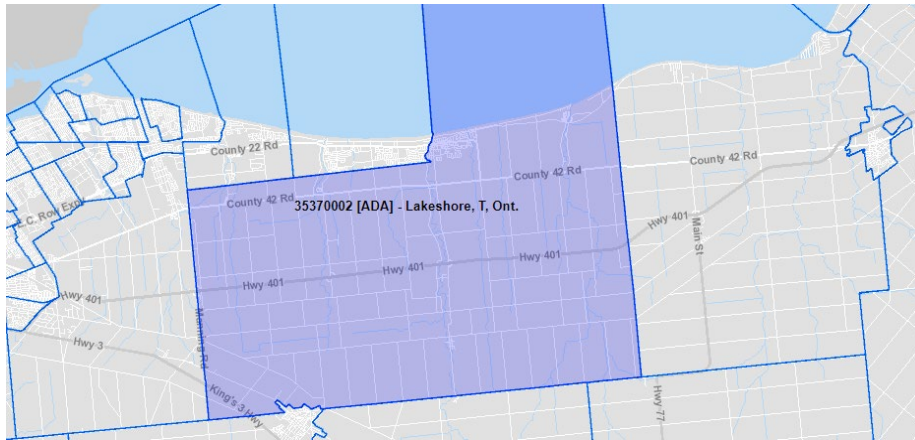 County 22 Rd
County 42 Rd
County 42 Rd
County 42 Rd
E.C. Row Expy
35370002 [ADA] - Lakeshore, T, Ont.
Hwy 401
Main St
Hwy 401
Hwy 401
Hwy 401
Hwy 401
Manning Rd
Hwy 3
King's 3 Hwy
Hwy 77